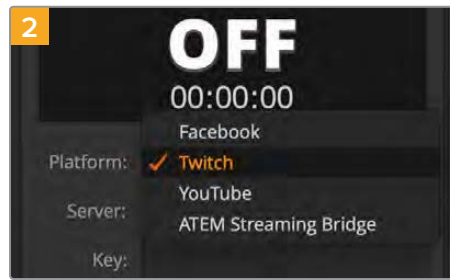 2
OFF
00:00:00
Facebook
Platform: ✓ Twitch
YouTube
Server:
ATEM Streaming Bridge
Key: